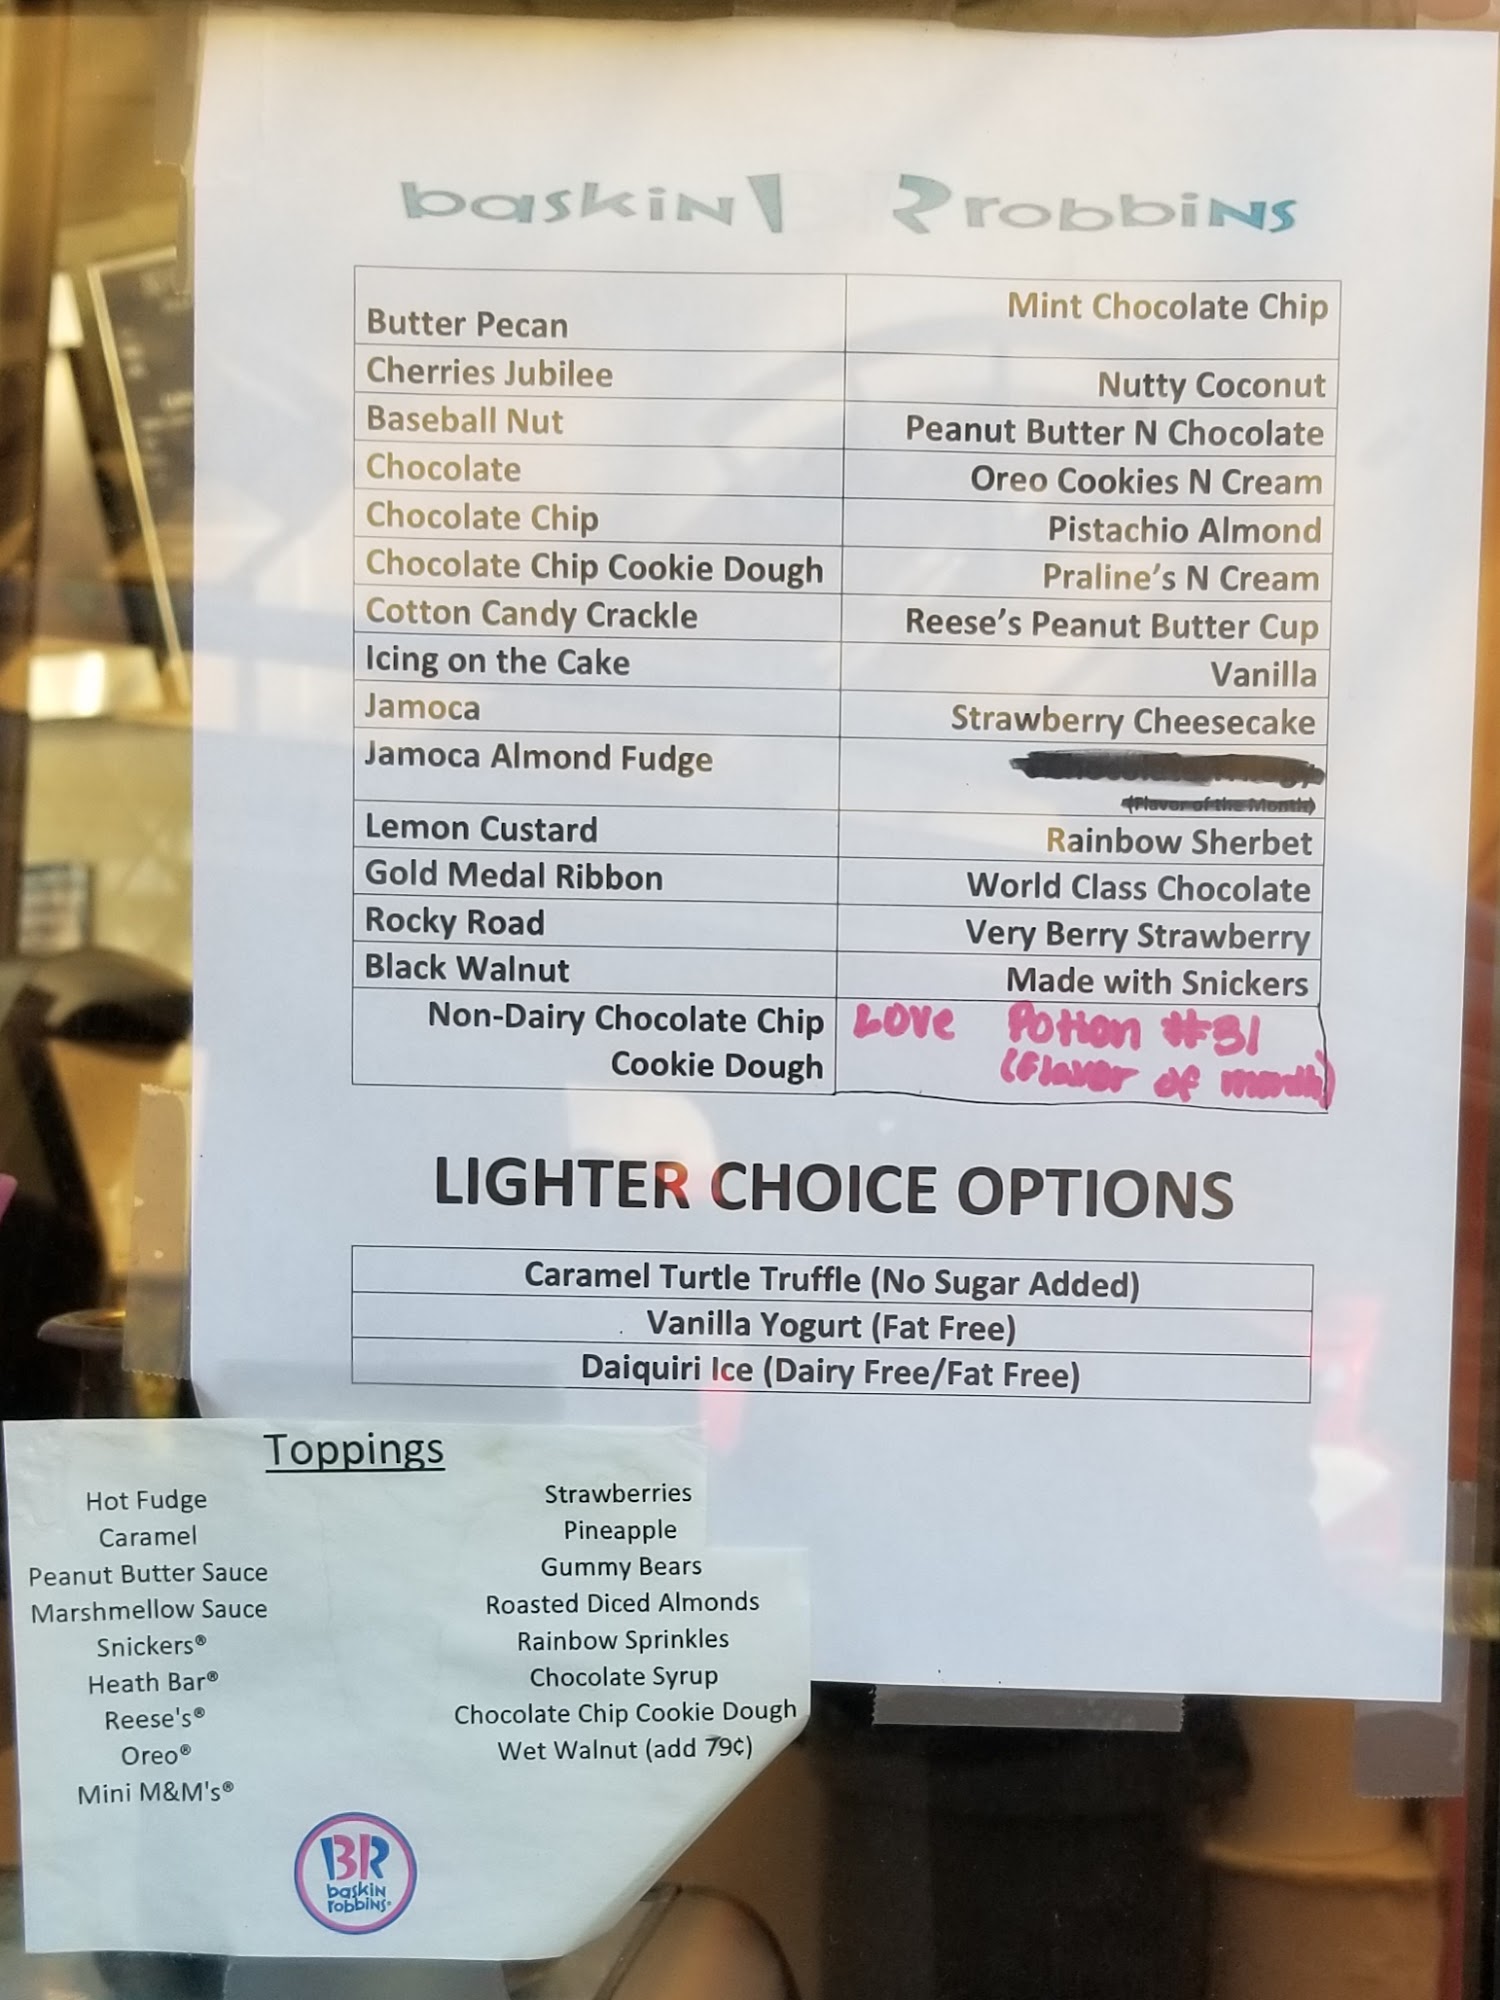 baskin robbins
Butter Pecan
Mint Chocolate Chip
Cherries Jubilee
Nutty Coconut
Baseball Nut
Peanut Butter N Chocolate
Chocolate
Oreo Cookies N Cream
Chocolate Chip
Pistachio Almond
Chocolate Chip Cookie Dough
Praline's N Cream
Cotton Candy Crackle
Reese's Peanut Butter Cup
Icing on the Cake
Vanilla
Jamoca
Strawberry Cheesecake
Jamoca Almond Fudge
(Flavor of the Month)
Lemon Custard
Rainbow Sherbet
Gold Medal Ribbon
World Class Chocolate
Rocky Road
Very Berry Strawberry
Black Walnut
Made with Snickers
Non-Dairy Chocolate Chip
Cookie Dough
LOVE Potion #31
(Flavor of month)
LIGHTER CHOICE OPTIONS
Caramel Turtle Truffle (No Sugar Added)
Vanilla Yogurt (Fat Free)
Daiquiri Ice (Dairy Free/Fat Free)
Toppings
Hot Fudge
Caramel
Peanut Butter Sauce
Marshmellow Sauce
Snickers®
Heath Bar®
Reese's®
Oreo®
Mini M&M's®
Strawberries
Pineapple
Gummy Bears
Roasted Diced Almonds
Rainbow Sprinkles
Chocolate Syrup
Chocolate Chip Cookie Dough
Wet Walnut (add 79¢)
BR
baskin
robbins®